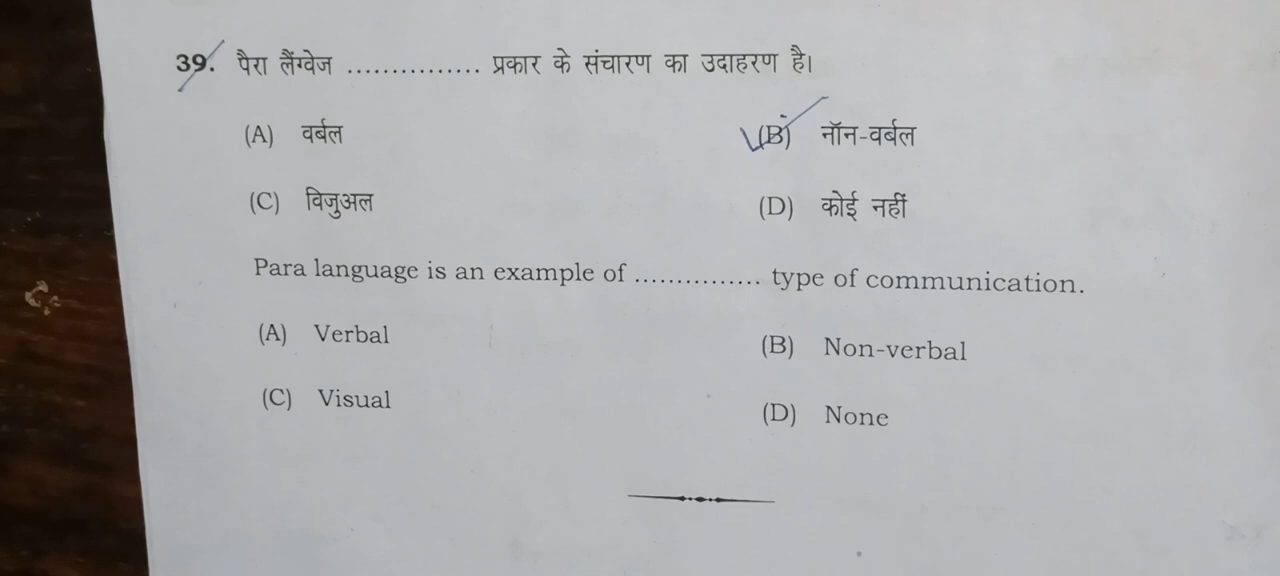 39. पैरा लैंग्वेज ............... प्रकार के संचारण का उदाहरण है।
(A) वर्बल (B) नॉन-वर्बल
(C) विजुअल (D) कोई नहीं
Para language is an example of ............... type of communication.
(A) Verbal (B) Non-verbal
(C) Visual (D) None